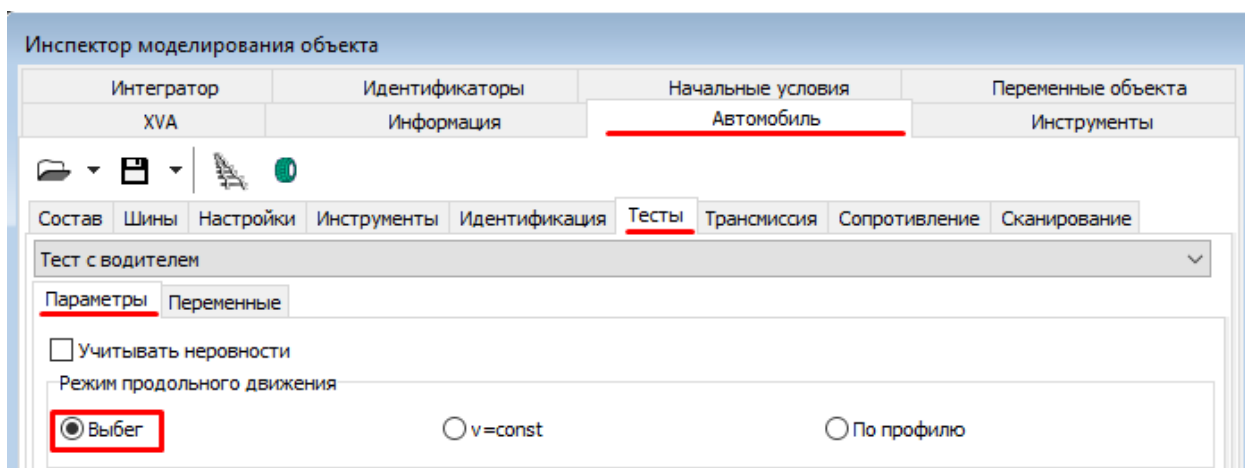 Инспектор моделирования объекта
Интегратор Идентификаторы Начальные условия Переменные объекта
XVA Информация Автомобиль Инструменты
Состав Шины Настройки Инструменты Идентификация Тесты Трансмиссия Сопротивление Сканирование
Тест с водителем
Параметры Переменные
Учитывать неровности
Режим продольного движения
Выбег v=const По профилю